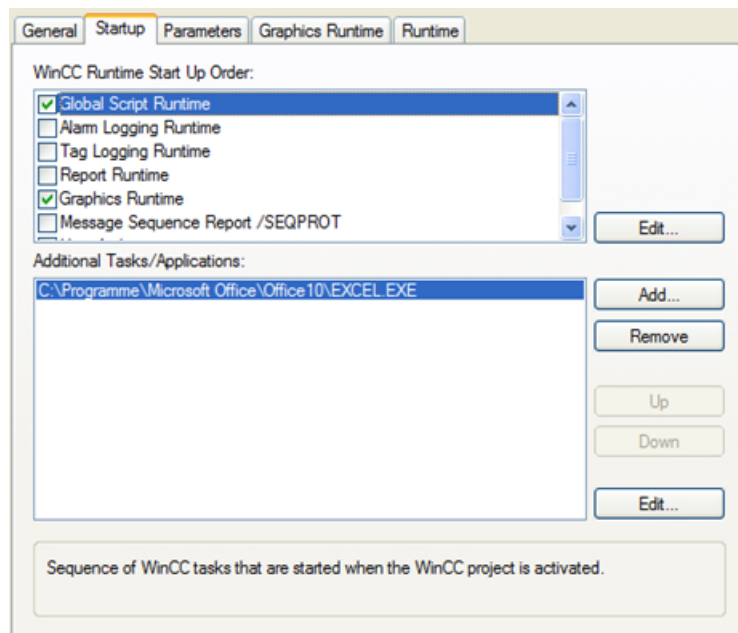 General Startup Parameters Graphics Runtime Runtime
WinCC Runtime Start Up Order:
Global Script Runtime
Alarm Logging Runtime
Tag Logging Runtime
Report Runtime
Graphics Runtime
Message Sequence Report /SEQPROT
Edit...
Additional Tasks/Applications:
C:\Programme\Microsoft Office\Office10\EXCEL.EXE
Add...
Remove
Up
Down
Edit...
Sequence of WinCC tasks that are started when the WinCC project is activated.